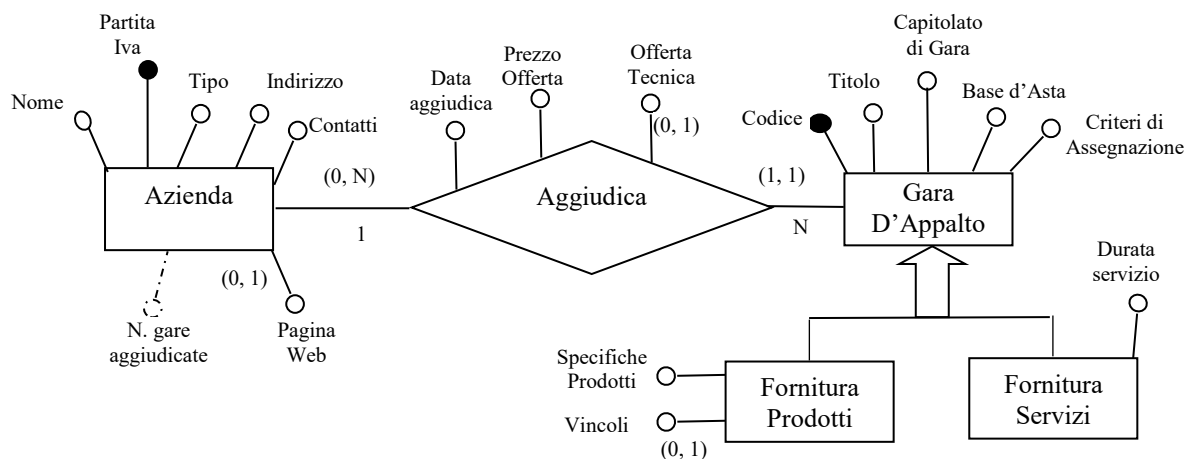 Partita
Iva
Nome
Tipo
Indirizzo
Contatti
Azienda
(0, 1)
N. gare
aggiudicate
Pagina
Web
(0, N)
1
Data
aggiudica
Prezzo
Offerta
Offerta
Tecnica
(0, 1)
Aggiudica
(1, 1)
N
Codice
Titolo
Capitolato
di Gara
Base d’Asta
Criteri di
Assegnazione
Gara
D’Appalto
Durata
servizio
Specifiche
Prodotti
Vincoli
(0, 1)
Fornitura
Prodotti
Fornitura
Servizi